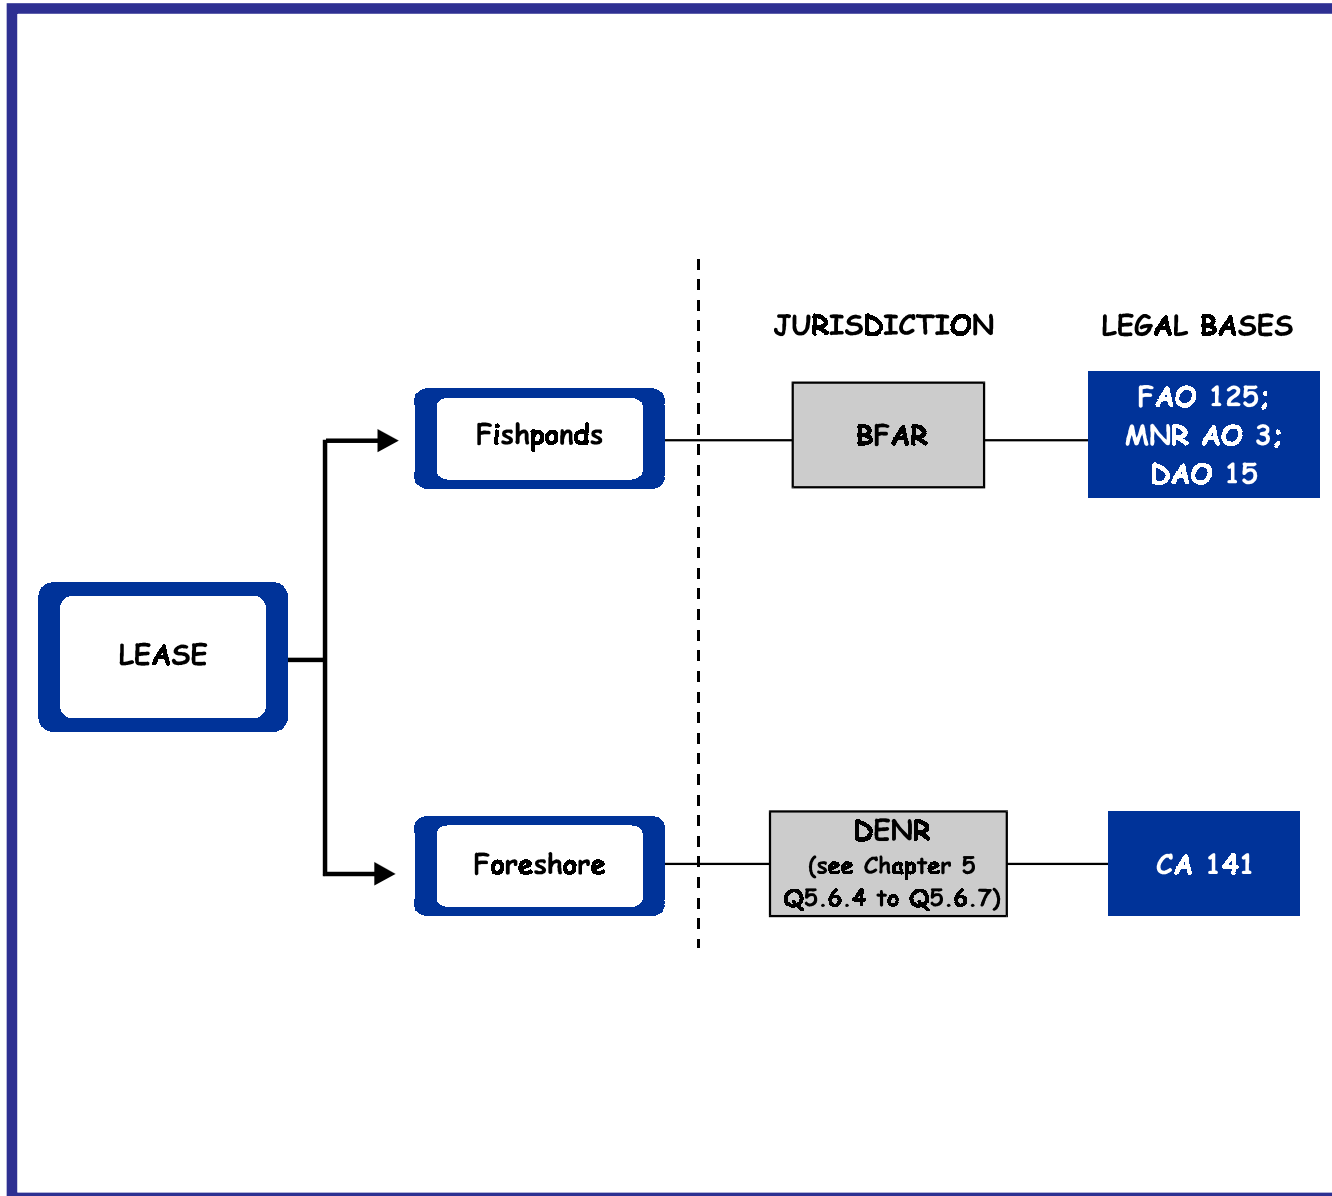 JURISDICTION
LEGAL BASES
Fishponds
BFAR
FAO 125;
MNR AO 3;
DAO 15
LEASE
Foreshore
DENR
(see Chapter 5
Q5.6.4 to Q5.6.7)
CA 141